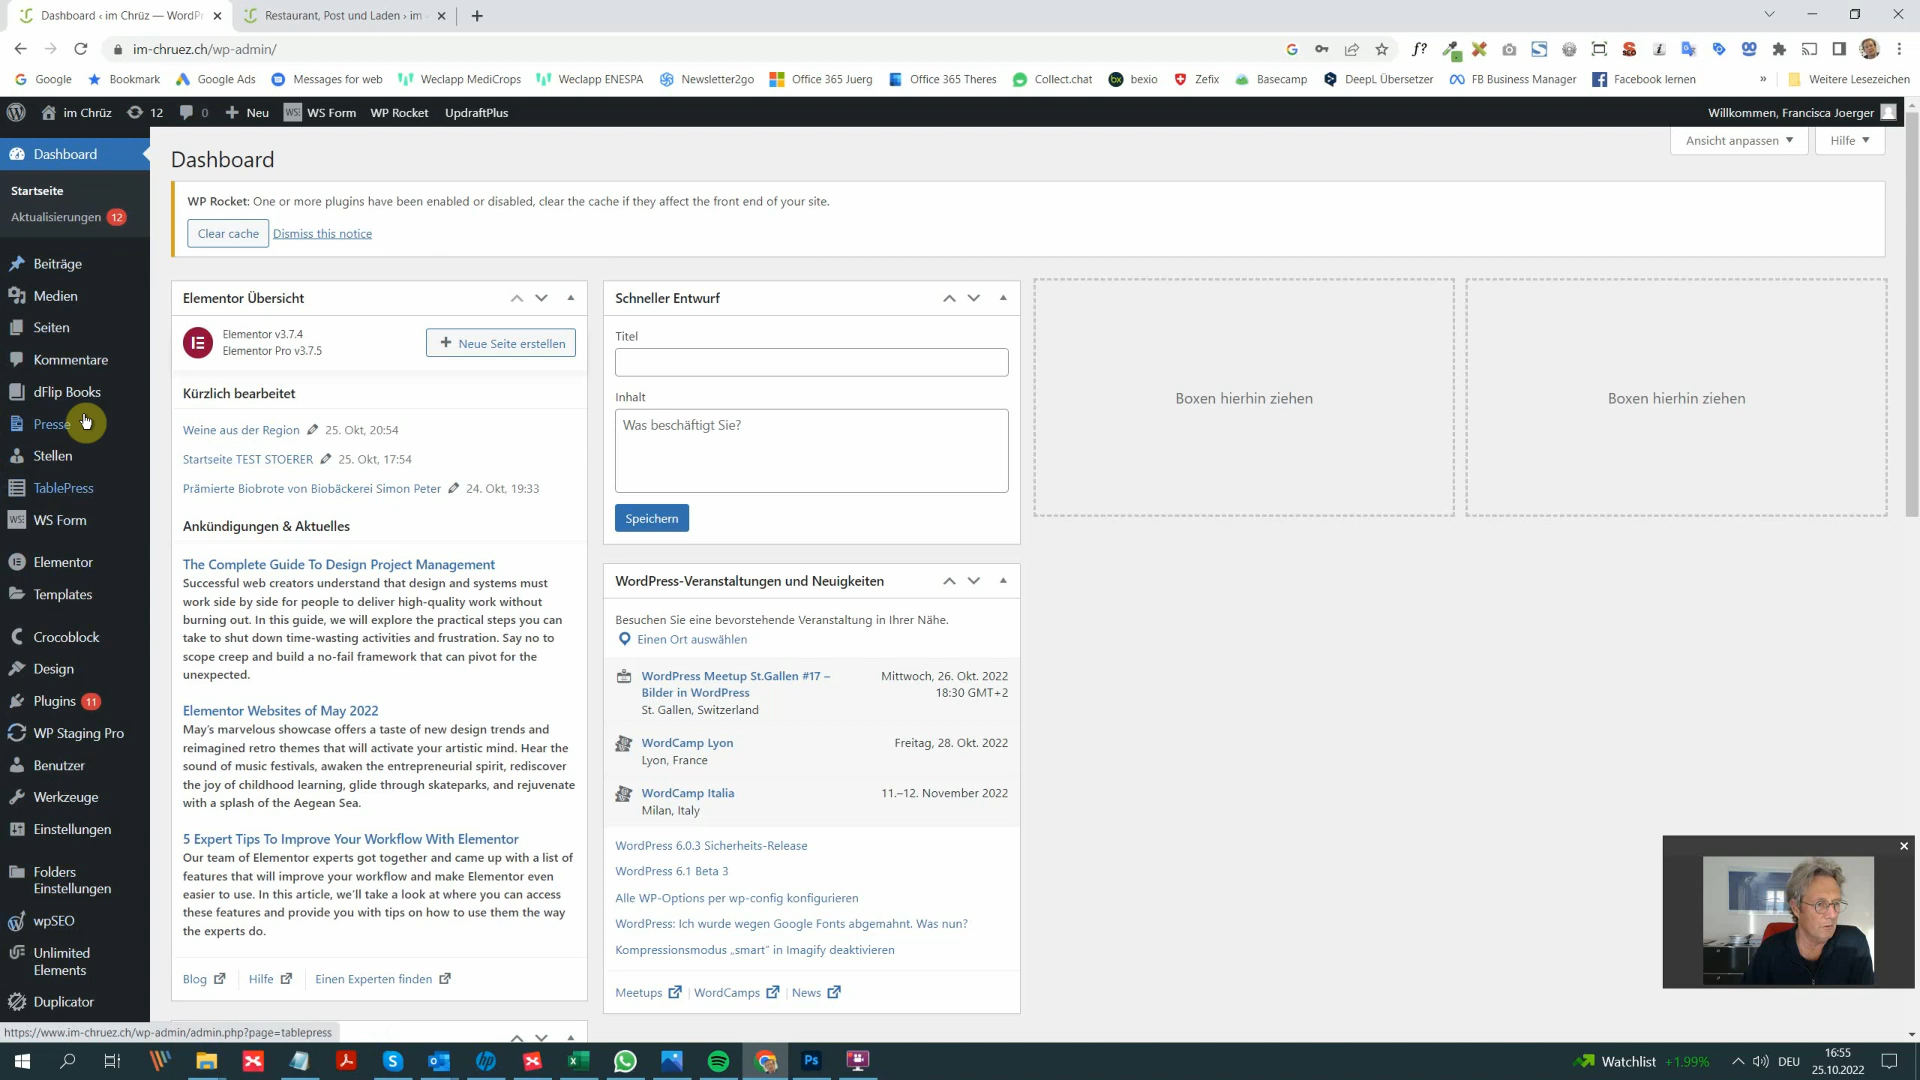 Dashboard ‹ im Chrüz — WordPr
Restaurant, Post und Laden › im
im-chruez.ch/wp-admin/
Google
Bookmark
Google Ads
Messages for web
Weclapp MediCrops
Weclapp ENESPA
Newsletter2go
Office 365 Juerg
Office 365 Theres
Collect.chat
bexio
Zefix
Basecamp
DeepL Übersetzer
FB Business Manager
Facebook lernen
»
Weitere Lesezeichen
im Chrüz
12
0
Neu
WS Form
WP Rocket
UpdraftPlus
Willkommen, Francisca Joerger
Ansicht anpassen
Hilfe
Dashboard
Startseite
Aktualisierungen 12
Beiträge
Medien
Seiten
Kommentare
dFlip Books
Presse
Stellen
TablePress
WS Form
Elementor
Templates
Crocoblock
Design
Plugins 11
WP Staging Pro
Benutzer
Werkzeuge
Einstellungen
Folders
Einstellungen
wpSEO
Unlimited
Elements
Duplicator
Dashboard
WP Rocket: One or more plugins have been enabled or disabled, clear the cache if they affect the front end of your site.
Clear cache
Dismiss this notice
Elementor Übersicht
Elementor v3.7.4
Elementor Pro v3.7.5
Neue Seite erstellen
Kürzlich bearbeitet
Weine aus der Region 25. Okt, 20:54
Startseite TEST STOERER 25. Okt, 17:54
Prämierte Biobrote von Biobäckerei Simon Peter 24. Okt, 19:33
Ankündigungen & Aktuelles
The Complete Guide To Design Project Management
Successful web creators understand that design and systems must
work side by side for people to deliver high-quality work without
burning out. In this guide, we will explore the practical steps you can
take to shut down time-wasting activities and frustration. Say no to
scope creep and build a no-fail framework that can pivot for the
unexpected.
Elementor Websites of May 2022
May's marvelous showcase offers a taste of new design trends and
reimagined retro themes that will activate your artistic mind. Hear the
sound of music festivals, awaken the entrepreneurial spirit, rediscover
the joy of childhood learning, glide through skateparks, and rejuvenate
with a splash of the Aegean Sea.
5 Expert Tips To Improve Your Workflow With Elementor
Our team of Elementor experts got together and came up with a list of
features that will improve your workflow and make Elementor even
easier to use. In this article, we'll take a look at where you can access
these features and provide you with tips on how to use them the way
the experts do.
Blog
Hilfe
Einen Experten finden
Schneller Entwurf
Titel
Inhalt
Was beschäftigt Sie?
Speichern
WordPress-Veranstaltungen und Neuigkeiten
Besuchen Sie eine bevorstehende Veranstaltung in Ihrer Nähe.
Einen Ort auswählen
WordPress Meetup St.Gallen #17 –
Bilder in WordPress
St. Gallen, Switzerland
Mittwoch, 26. Okt. 2022
18:30 GMT+2
WordCamp Lyon
Lyon, France
Freitag, 28. Okt. 2022
WordCamp Italia
Milan, Italy
11.–12. November 2022
WordPress 6.0.3 Sicherheits-Release
WordPress 6.1 Beta 3
Alle WP-Options per wp-config konfigurieren
WordPress: Ich wurde wegen Google Fonts abgemahnt. Was nun?
Kompressionsmodus „smart" in Imagify deaktivieren
Meetups
WordCamps
News
Boxen hierhin ziehen
Boxen hierhin ziehen
https://www.im-chruez.ch/wp-admin/admin.php?page=tablepress
Watchlist +1.99%
DEU
16:55
25.10.2022